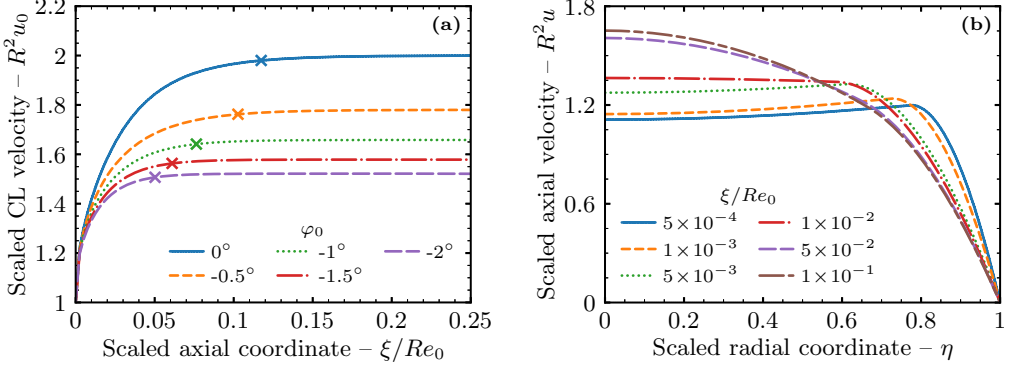 (a)
Scaled CL velocity – R²u₀
2.2
2
1.8
1.6
1.4
1.2
1
φ₀
0° -1° -2°
-0.5° -1.5°
0 0.05 0.1 0.15 0.2 0.25
Scaled axial coordinate – ξ/Re₀
(b)
Scaled axial velocity – R²u
1.8
1.2
0.6
0
ξ/Re₀
5×10⁻⁴ 1×10⁻²
1×10⁻³ 5×10⁻²
5×10⁻³ 1×10⁻¹
0 0.2 0.4 0.6 0.8 1
Scaled radial coordinate – η